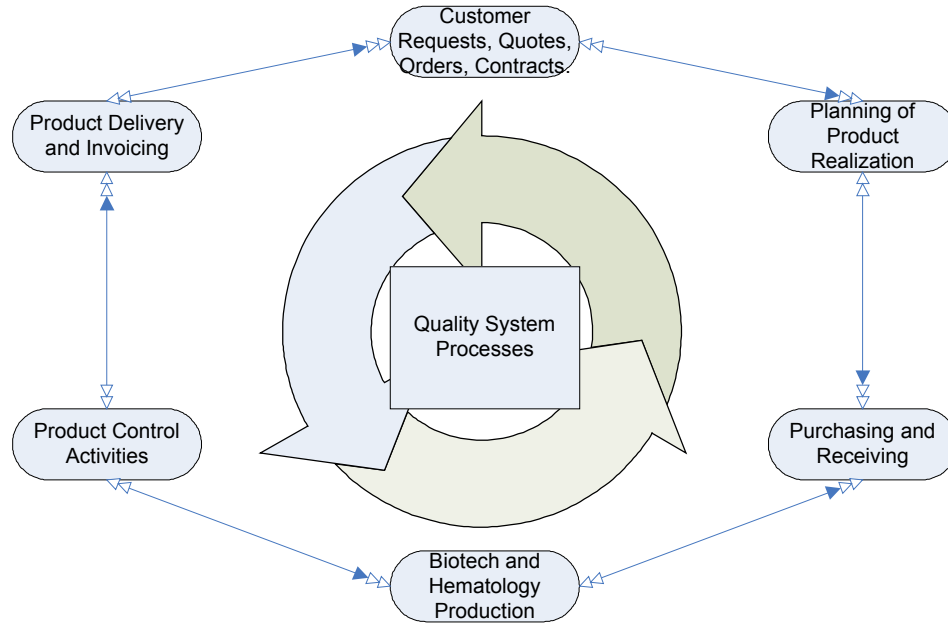 Customer
Requests, Quotes,
Orders, Contracts.
Product Delivery
and Invoicing
Planning of
Product
Realization
Quality System
Processes
Product Control
Activities
Purchasing and
Receiving
Biotech and
Hematology
Production